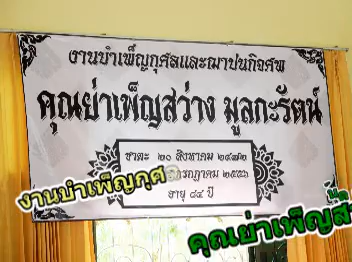 งานบำเพ็ญกุศลและฌาปนกิจศพ
คุณย่าเพ็ญสว่าง มูลกะรัตน์
ชาตะ ๒๐ สิงหาคม ๒๔๗๒
กรกฎาคม ๒๕๕๖
อายุ ๘๔ ปี
งานบำเพ็ญกุศ
คุณย่าเพ็ญส